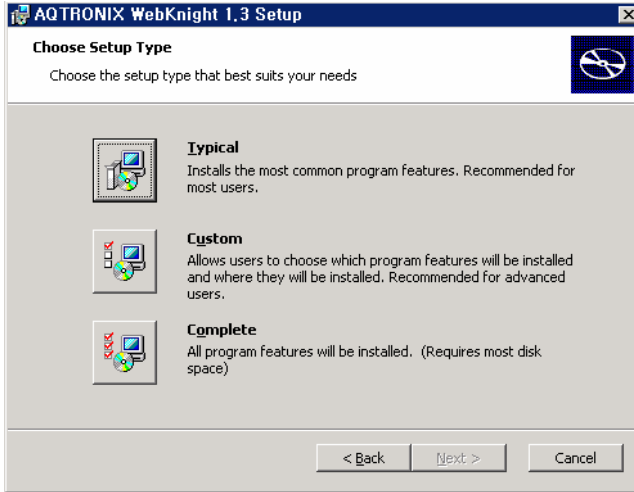 AQTRONIX WebKnight 1.3 Setup
Choose Setup Type
Choose the setup type that best suits your needs
Typical
Installs the most common program features. Recommended for
most users.
Custom
Allows users to choose which program features will be installed
and where they will be installed. Recommended for advanced
users.
Complete
All program features will be installed. (Requires most disk
space)
< Back Next > Cancel